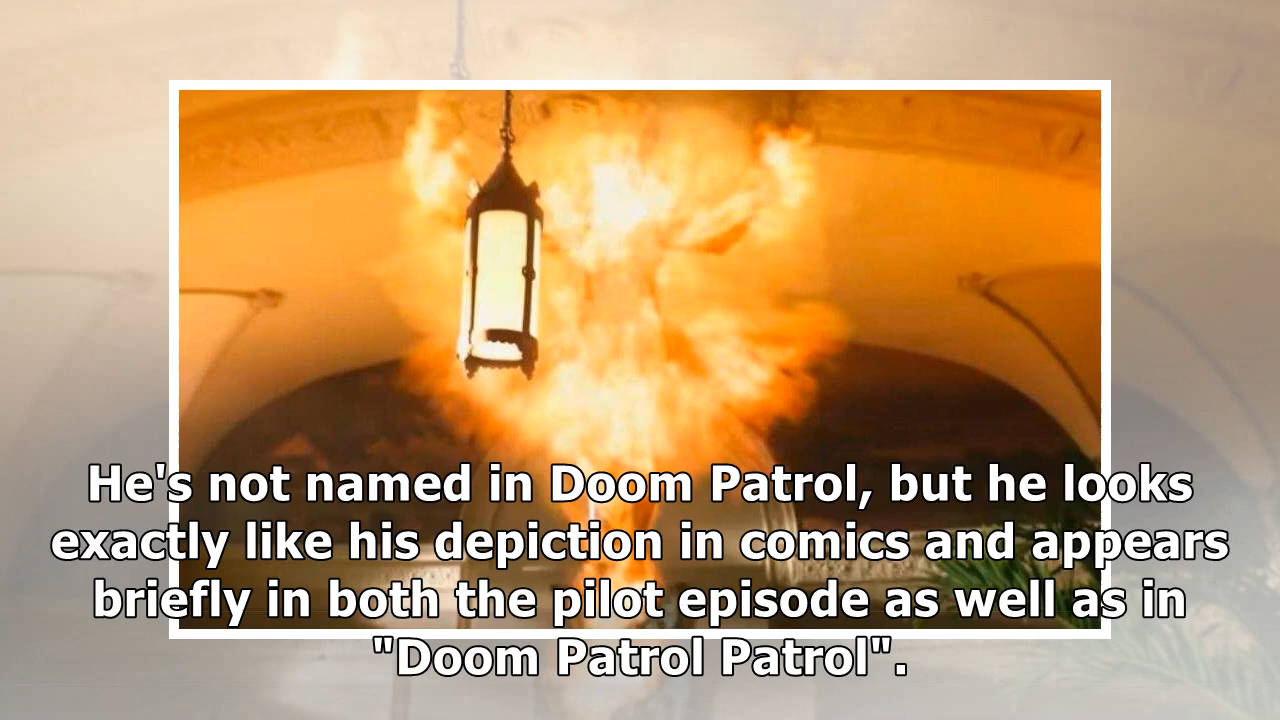 He's not named in Doom Patrol, but he looks
exactly like his depiction in comics and appears
briefly in both the pilot episode as well as in
"Doom Patrol Patrol".